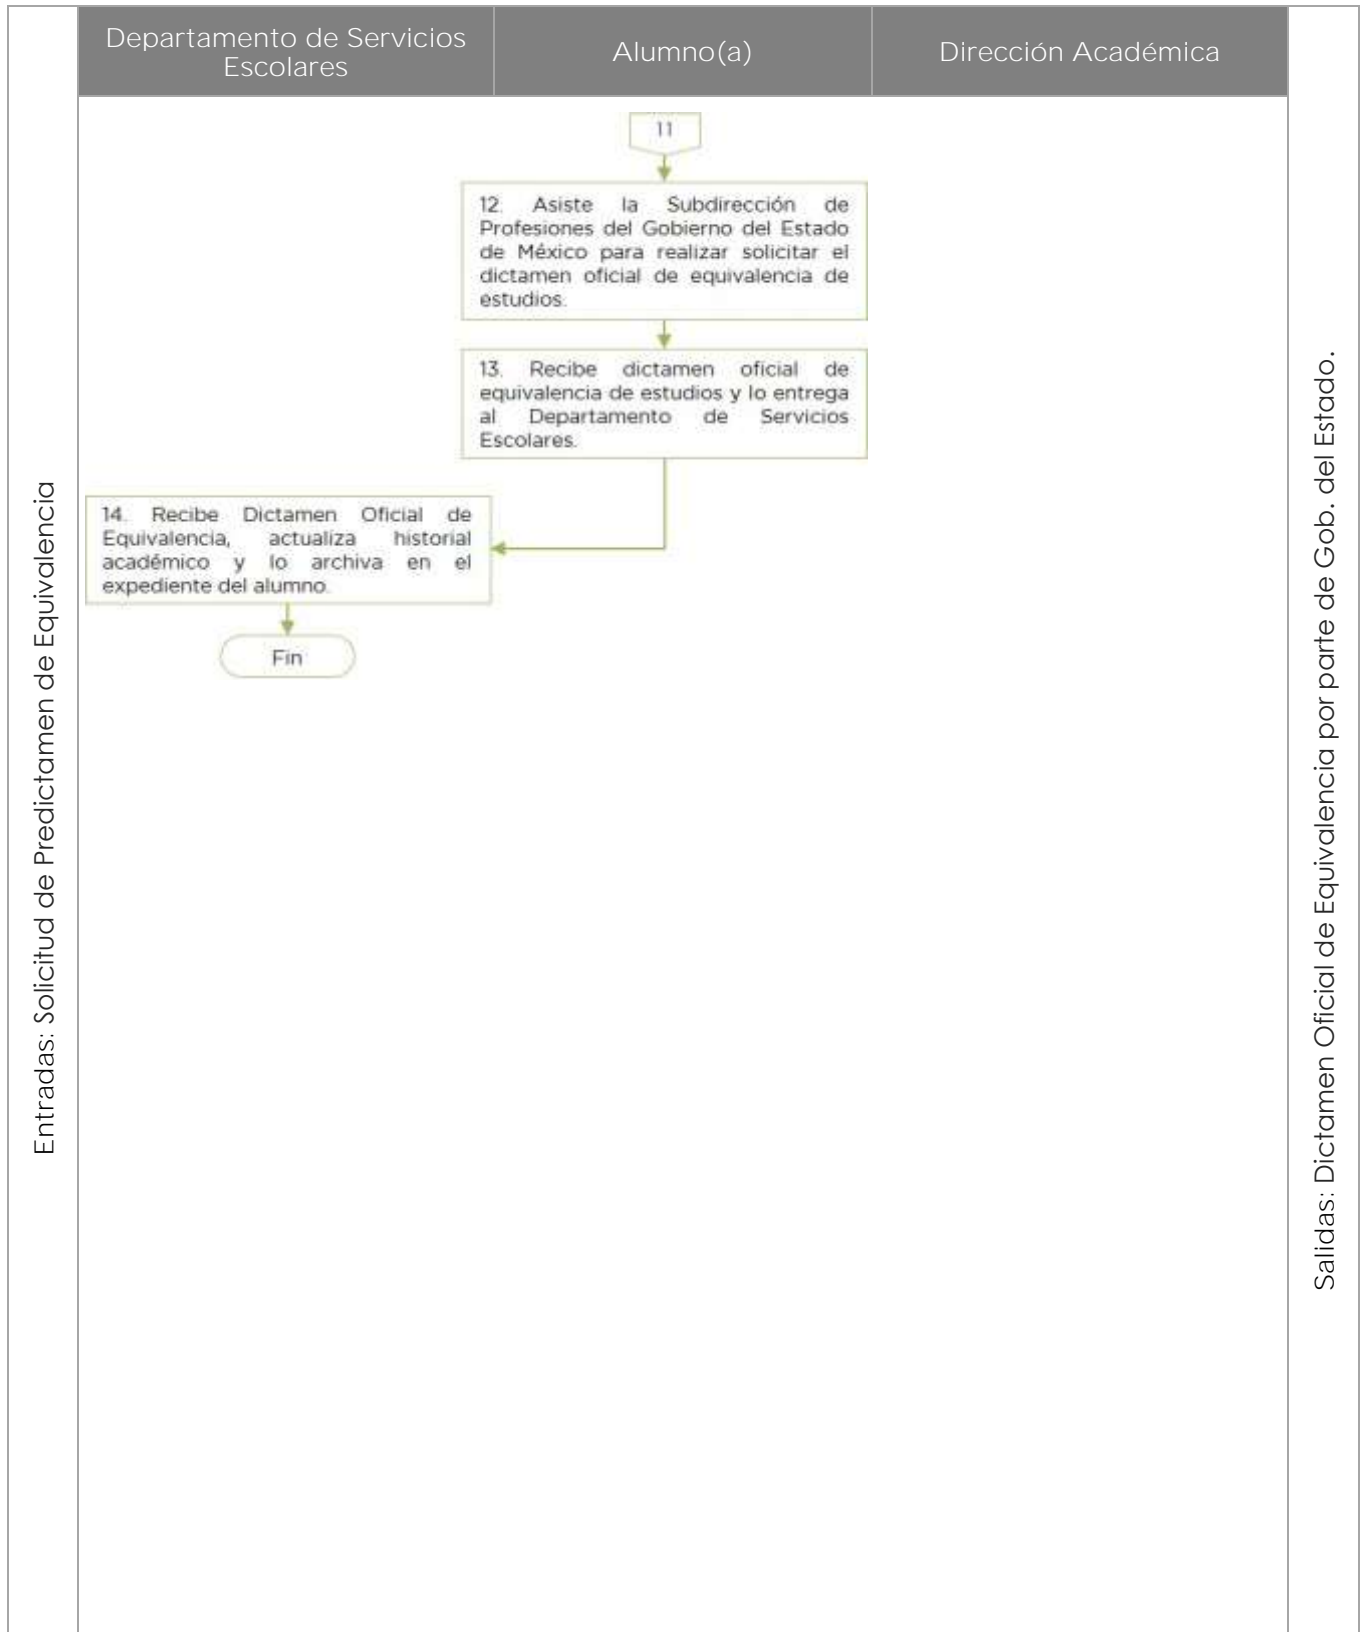 Departamento de Servicios
Escolares
Alumno(a)
Dirección Académica
Entradas: Solicitud de Predictamen de Equivalencia
11
12. Asiste la Subdirección de
Profesiones del Gobierno del Estado
de México para realizar solicitar el
dictamen oficial de equivalencia de
estudios.
13. Recibe dictamen oficial de
equivalencia de estudios y lo entrega
al Departamento de Servicios
Escolares.
14. Recibe Dictamen Oficial de
Equivalencia, actualiza historial
académico y lo archiva en el
expediente del alumno.
Fin
Salidas: Dictamen Oficial de Equivalencia por parte de Gob. del Estado.